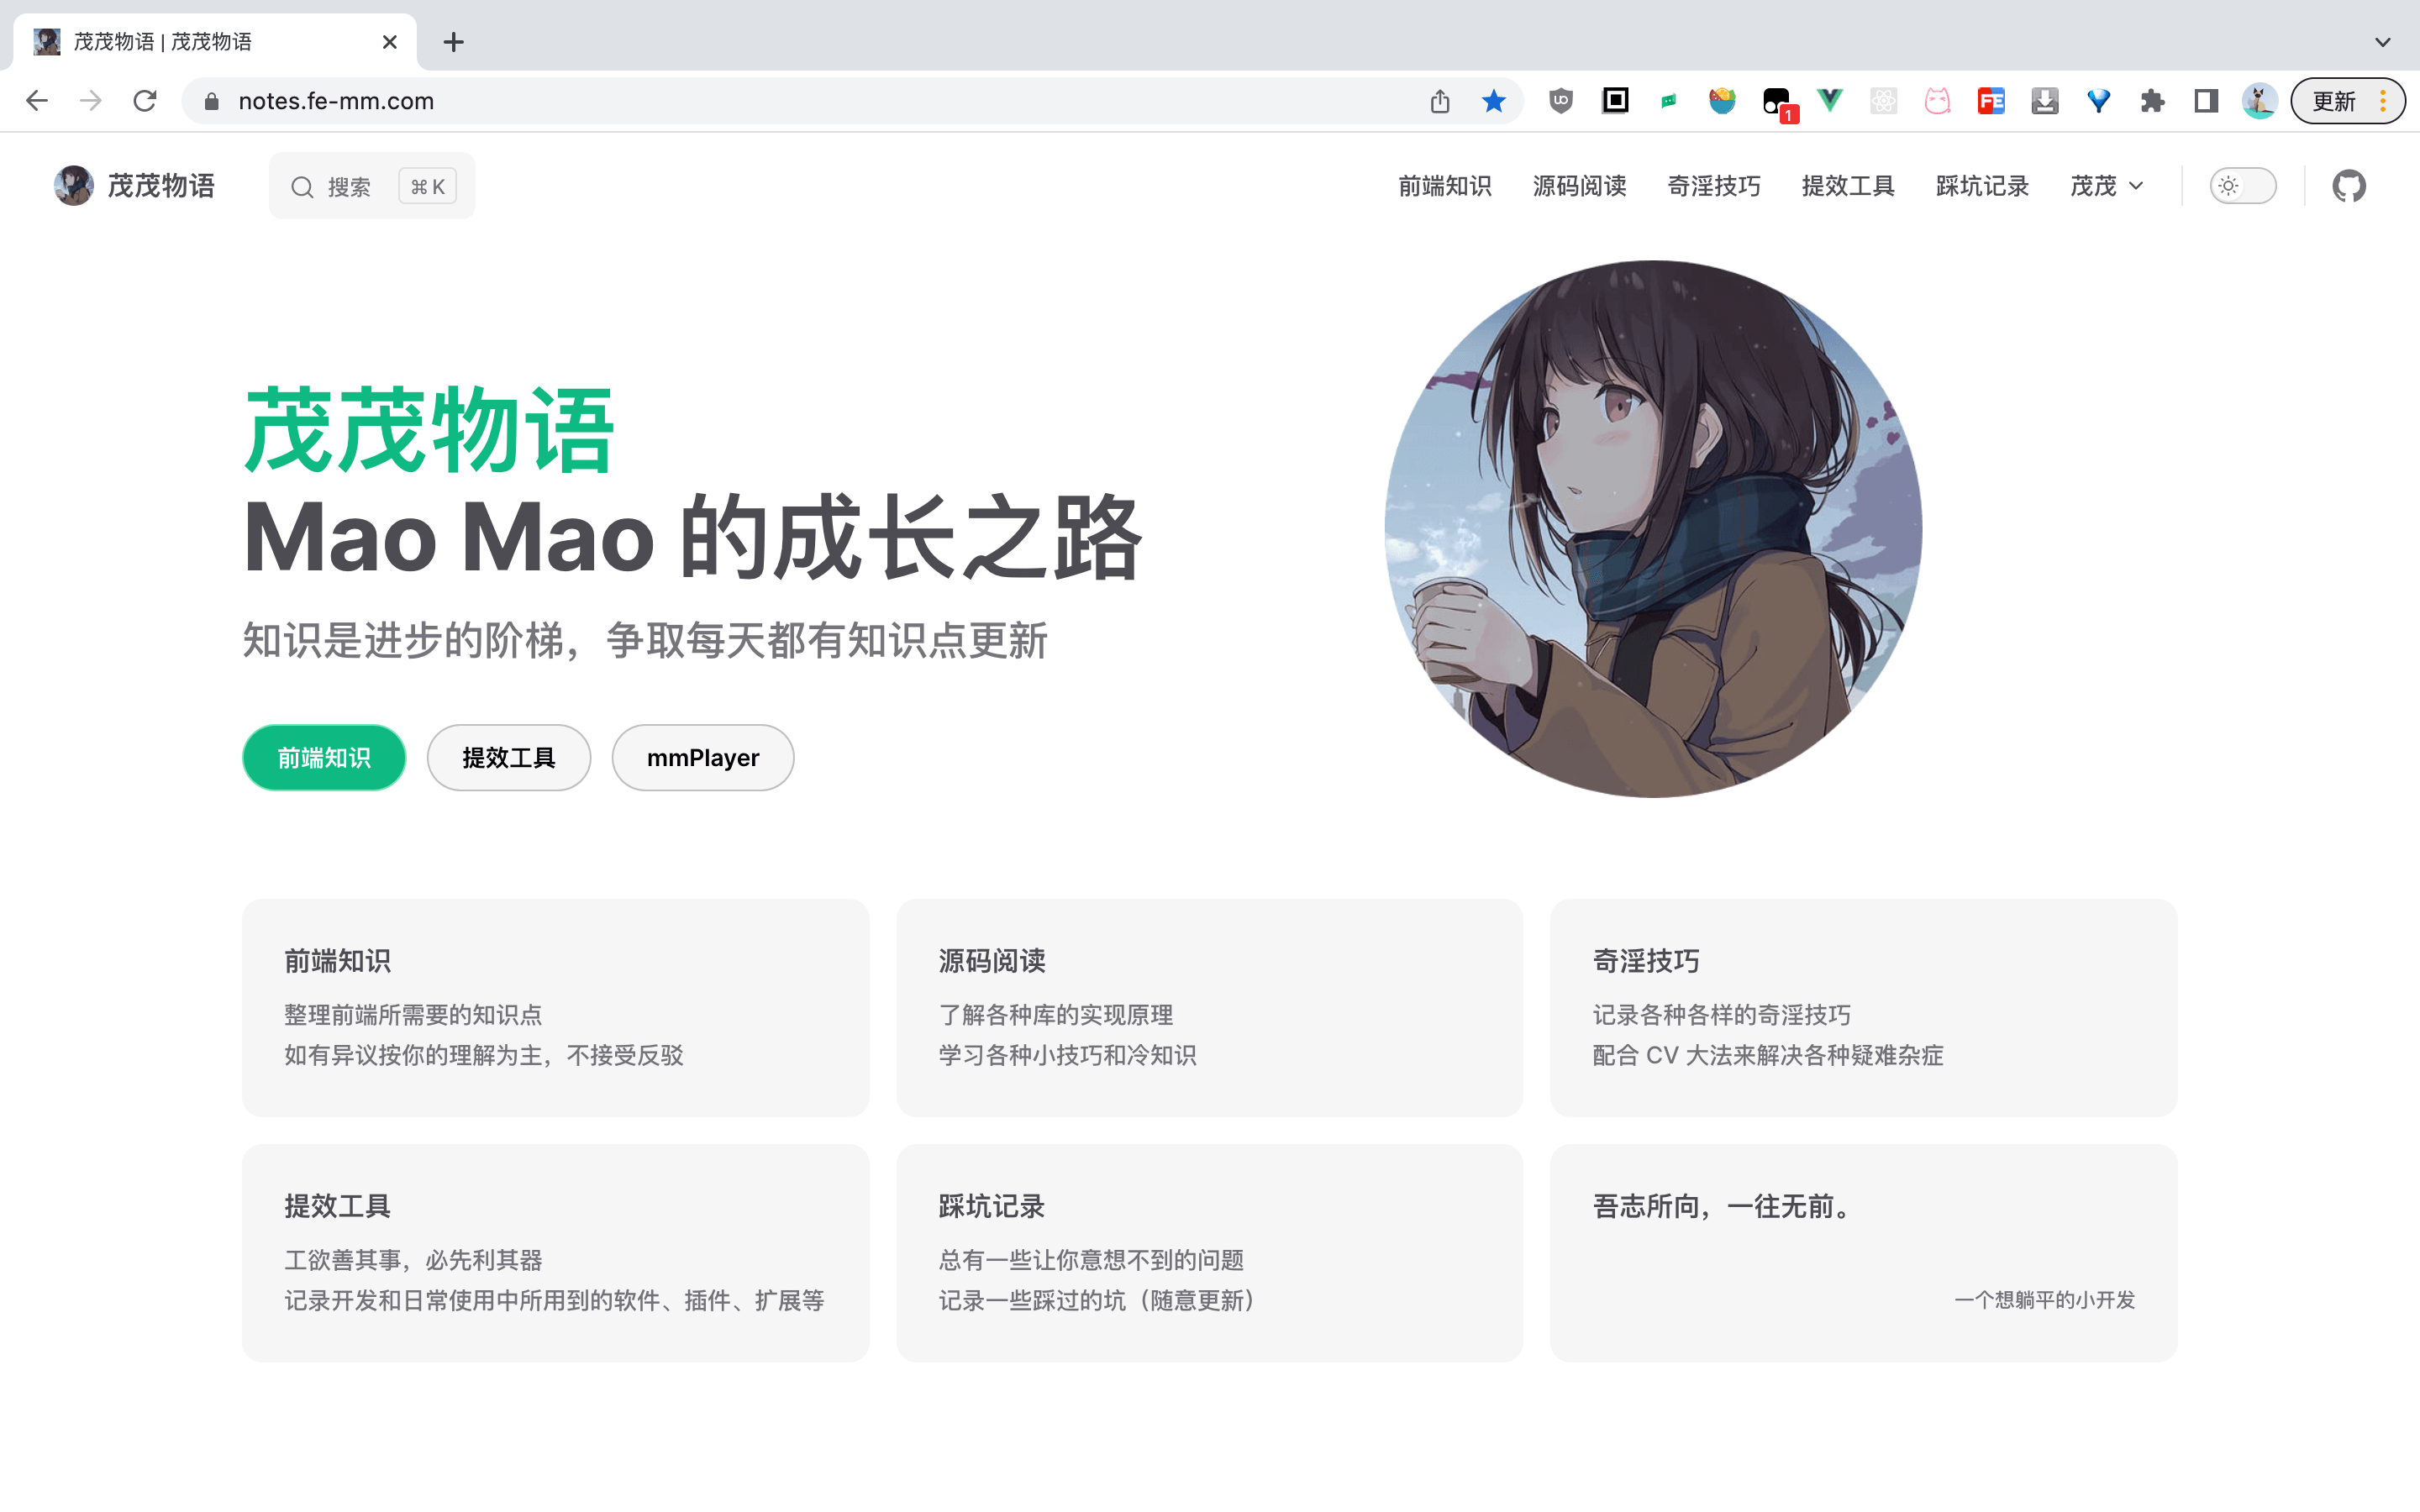 茂茂物语 | 茂茂物语
notes.fe-mm.com
UO
1
FE
更新
茂茂物语
搜索
⌘ K
前端知识
源码阅读
奇淫技巧
提效工具
踩坑记录
茂茂
茂茂物语
Mao Mao 的成长之路
知识是进步的阶梯，争取每天都有知识点更新
前端知识
提效工具
mmPlayer
前端知识
整理前端所需要的知识点
如有异议按你的理解为主，不接受反驳
源码阅读
了解各种库的实现原理
学习各种小技巧和冷知识
奇淫技巧
记录各种各样的奇淫技巧
配合 CV 大法来解决各种疑难杂症
提效工具
工欲善其事，必先利其器
记录开发和日常使用中所用到的软件、插件、扩展等
踩坑记录
总有一些让你意想不到的问题
记录一些踩过的坑（随意更新）
吾志所向，一往无前。
一个想躺平的小开发